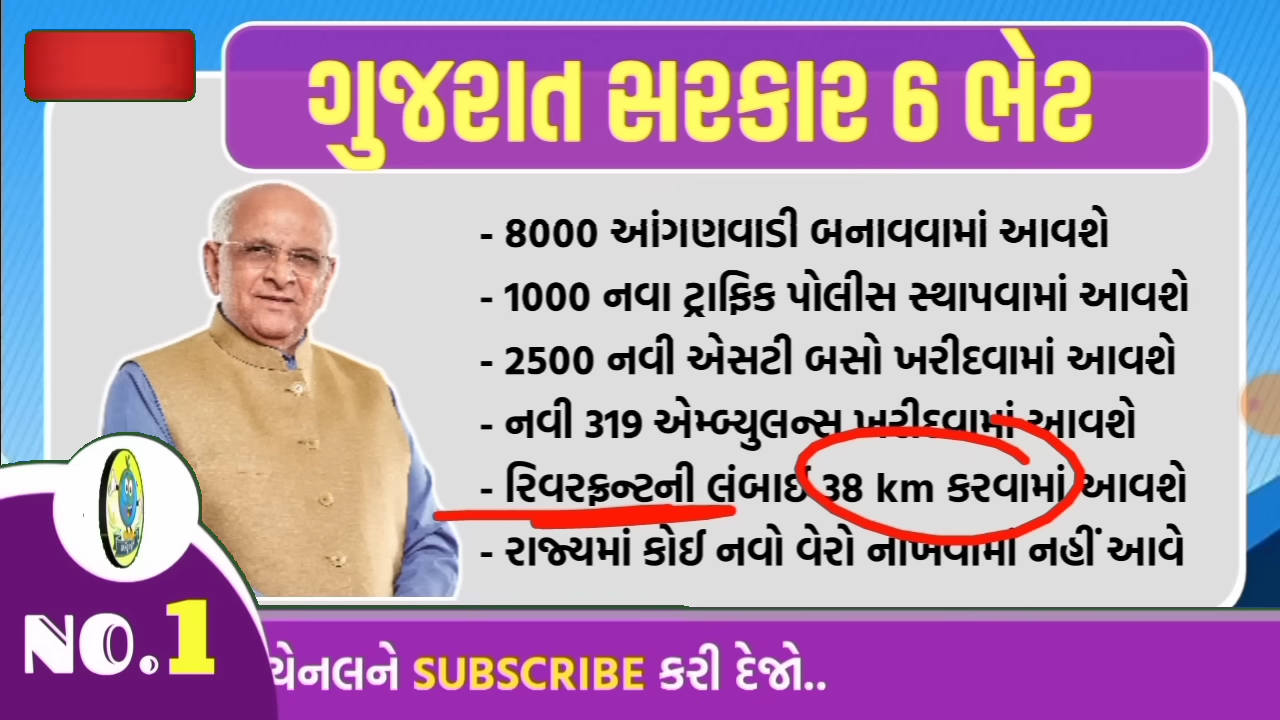 ગુજરાત સરકાર 6 ભેટ
- 8000 આંગણવાડી બનાવવામાં આવશે
- 1000 નવા ટ્રાફિક પોલીસ સ્થાપવામાં આવશે
- 2500 નવી એસટી બસો ખરીદવામાં આવશે
- નવી 319 એમ્બ્યુલન્સ ખરીદવામાં આવશે
- રિવરફ્રન્ટની લંબાઈ 38 km કરવામાં આવશે
- રાજ્યમાં કોઈ નવો વેરો નાખવામાં નહીં આવે
NO.1
ચેનલને SUBSCRIBE કરી દેજો..